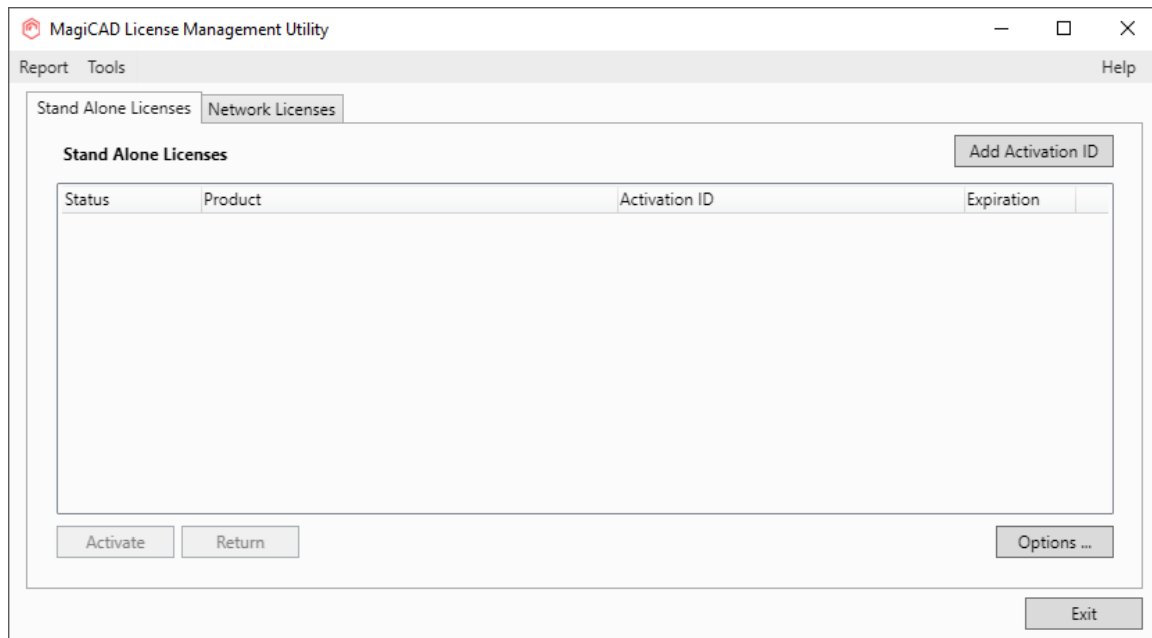 MagiCAD License Management Utility
Report Tools Help
Stand Alone Licenses Network Licenses
Stand Alone Licenses Add Activation ID
Status Product Activation ID Expiration
Activate Return Options ...
Exit